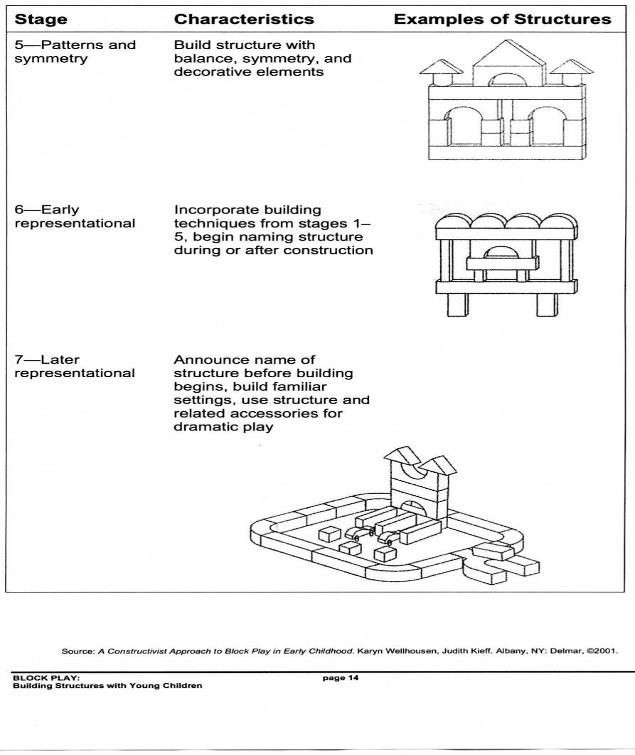 Stage Characteristics Examples of Structures
5—Patterns and
symmetry
Build structure with
balance, symmetry, and
decorative elements
6—Early
representational
Incorporate building
techniques from stages 1–
5, begin naming structure
during or after construction
7—Later
representational
Announce name of
structure before building
begins, build familiar
settings, use structure and
related accessories for
dramatic play
Source: A Constructivist Approach to Block Play in Early Childhood. Karyn Wellhousen, Judith Kieff. Albany, NY: Delmar, ©2001.
BLOCK PLAY: page 14
Building Structures with Young Children